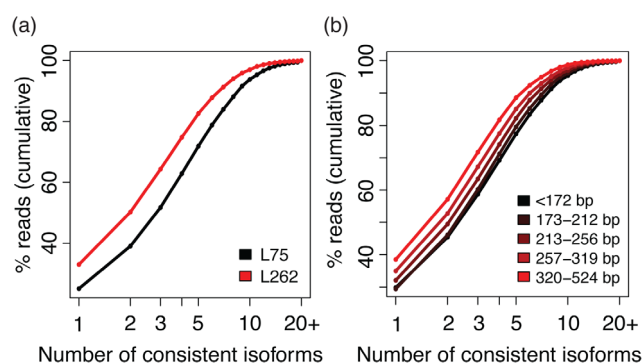 (a)
% reads (cumulative)
100
80
60
40
1 2 3 5 10 20+
Number of consistent isoforms
L75
L262
(b)
% reads (cumulative)
100
80
60
40
1 2 3 5 10 20+
Number of consistent isoforms
<172 bp
173–212 bp
213–256 bp
257–319 bp
320–524 bp